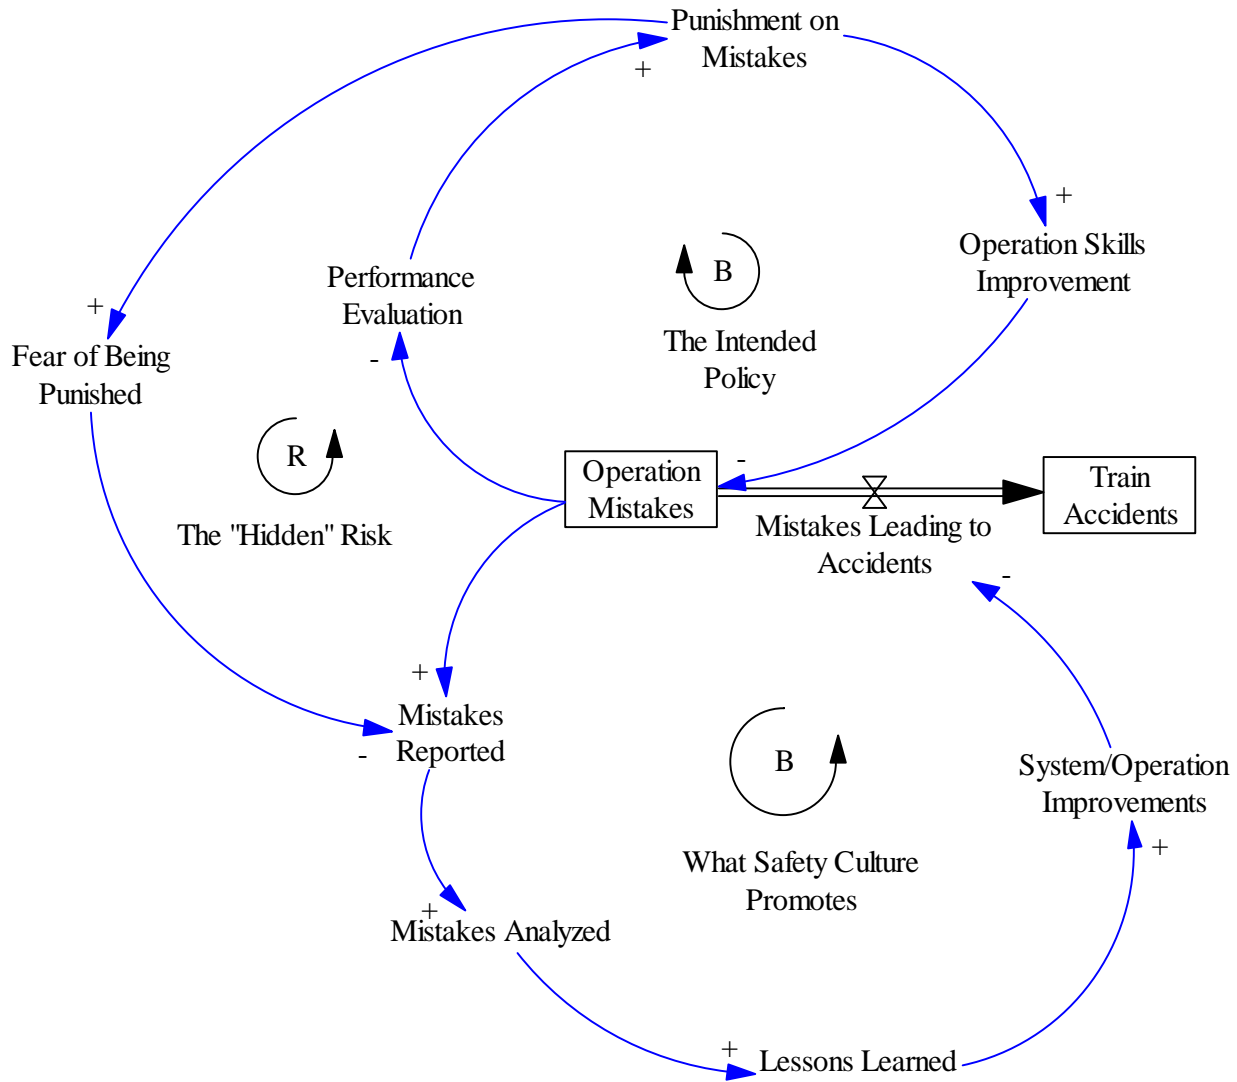 Punishment on
Mistakes
+
+
Operation Skills
Improvement
Performance
Evaluation
B
+
-
The Intended
Policy
Fear of Being
Punished
R
The "Hidden" Risk
-
Operation
Mistakes
Train
Accidents
Mistakes Leading to
Accidents
-
+
Mistakes
Reported
-
B
System/Operation
Improvements
+
What Safety Culture
Promotes
+
Mistakes Analyzed
+
Lessons Learned